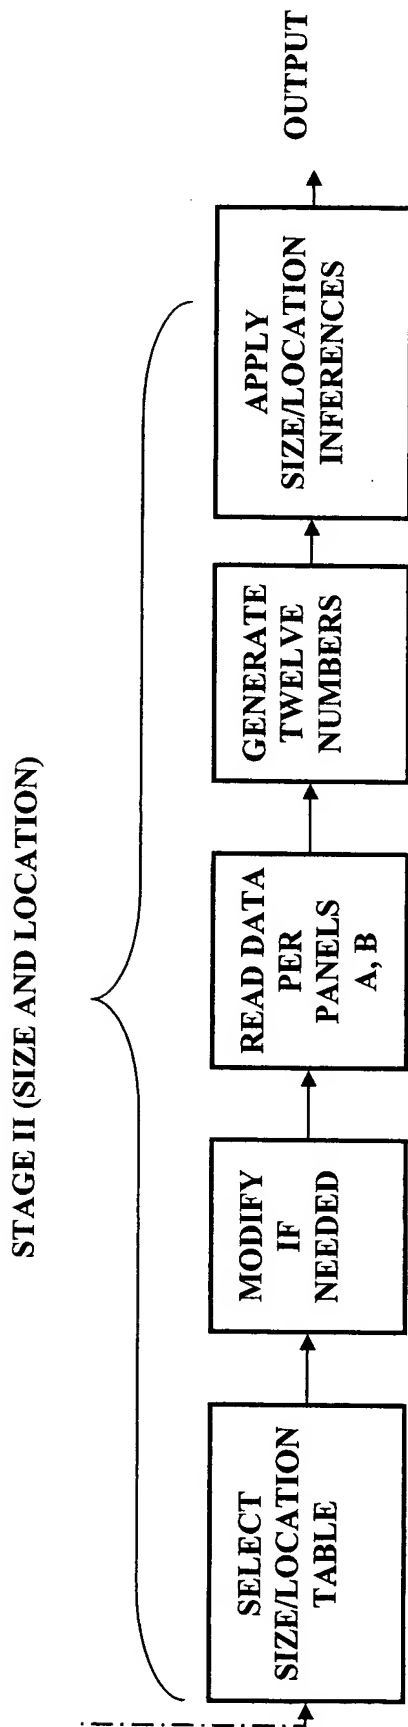 STAGE II (SIZE AND LOCATION)
SELECT
SIZE/LOCATION
TABLE
MODIFY
IF
NEEDED
READ DATA
PER
PANELS
A, B
GENERATE
TWELVE
NUMBERS
APPLY
SIZE/LOCATION
INFERENCES
OUTPUT